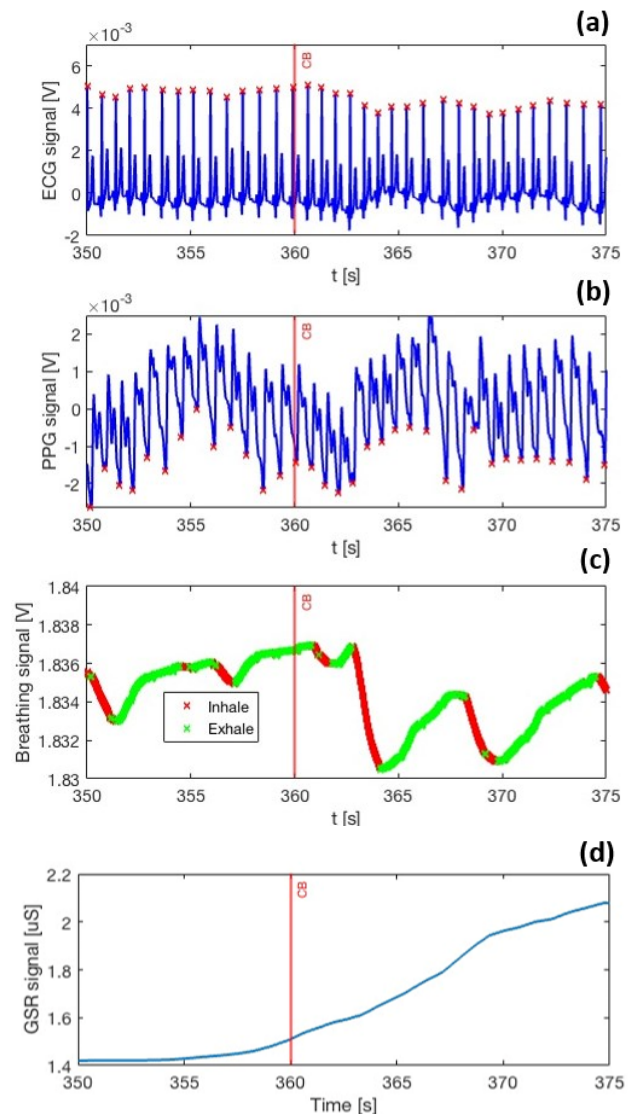 (a)
×10⁻³
6
4
2
0
-2
ECG signal [V]
CB
350 355 360 365 370 375
t [s]
(b)
×10⁻³
2
1
0
-1
-2
PPG signal [V]
CB
350 355 360 365 370 375
t [s]
(c)
1.84
1.838
1.836
1.834
1.832
1.83
Breathing signal [V]
CB
Inhale
Exhale
350 355 360 365 370 375
t [s]
(d)
2.2
2
1.8
1.6
1.4
GSR signal [uS]
CB
350 355 360 365 370 375
Time [s]